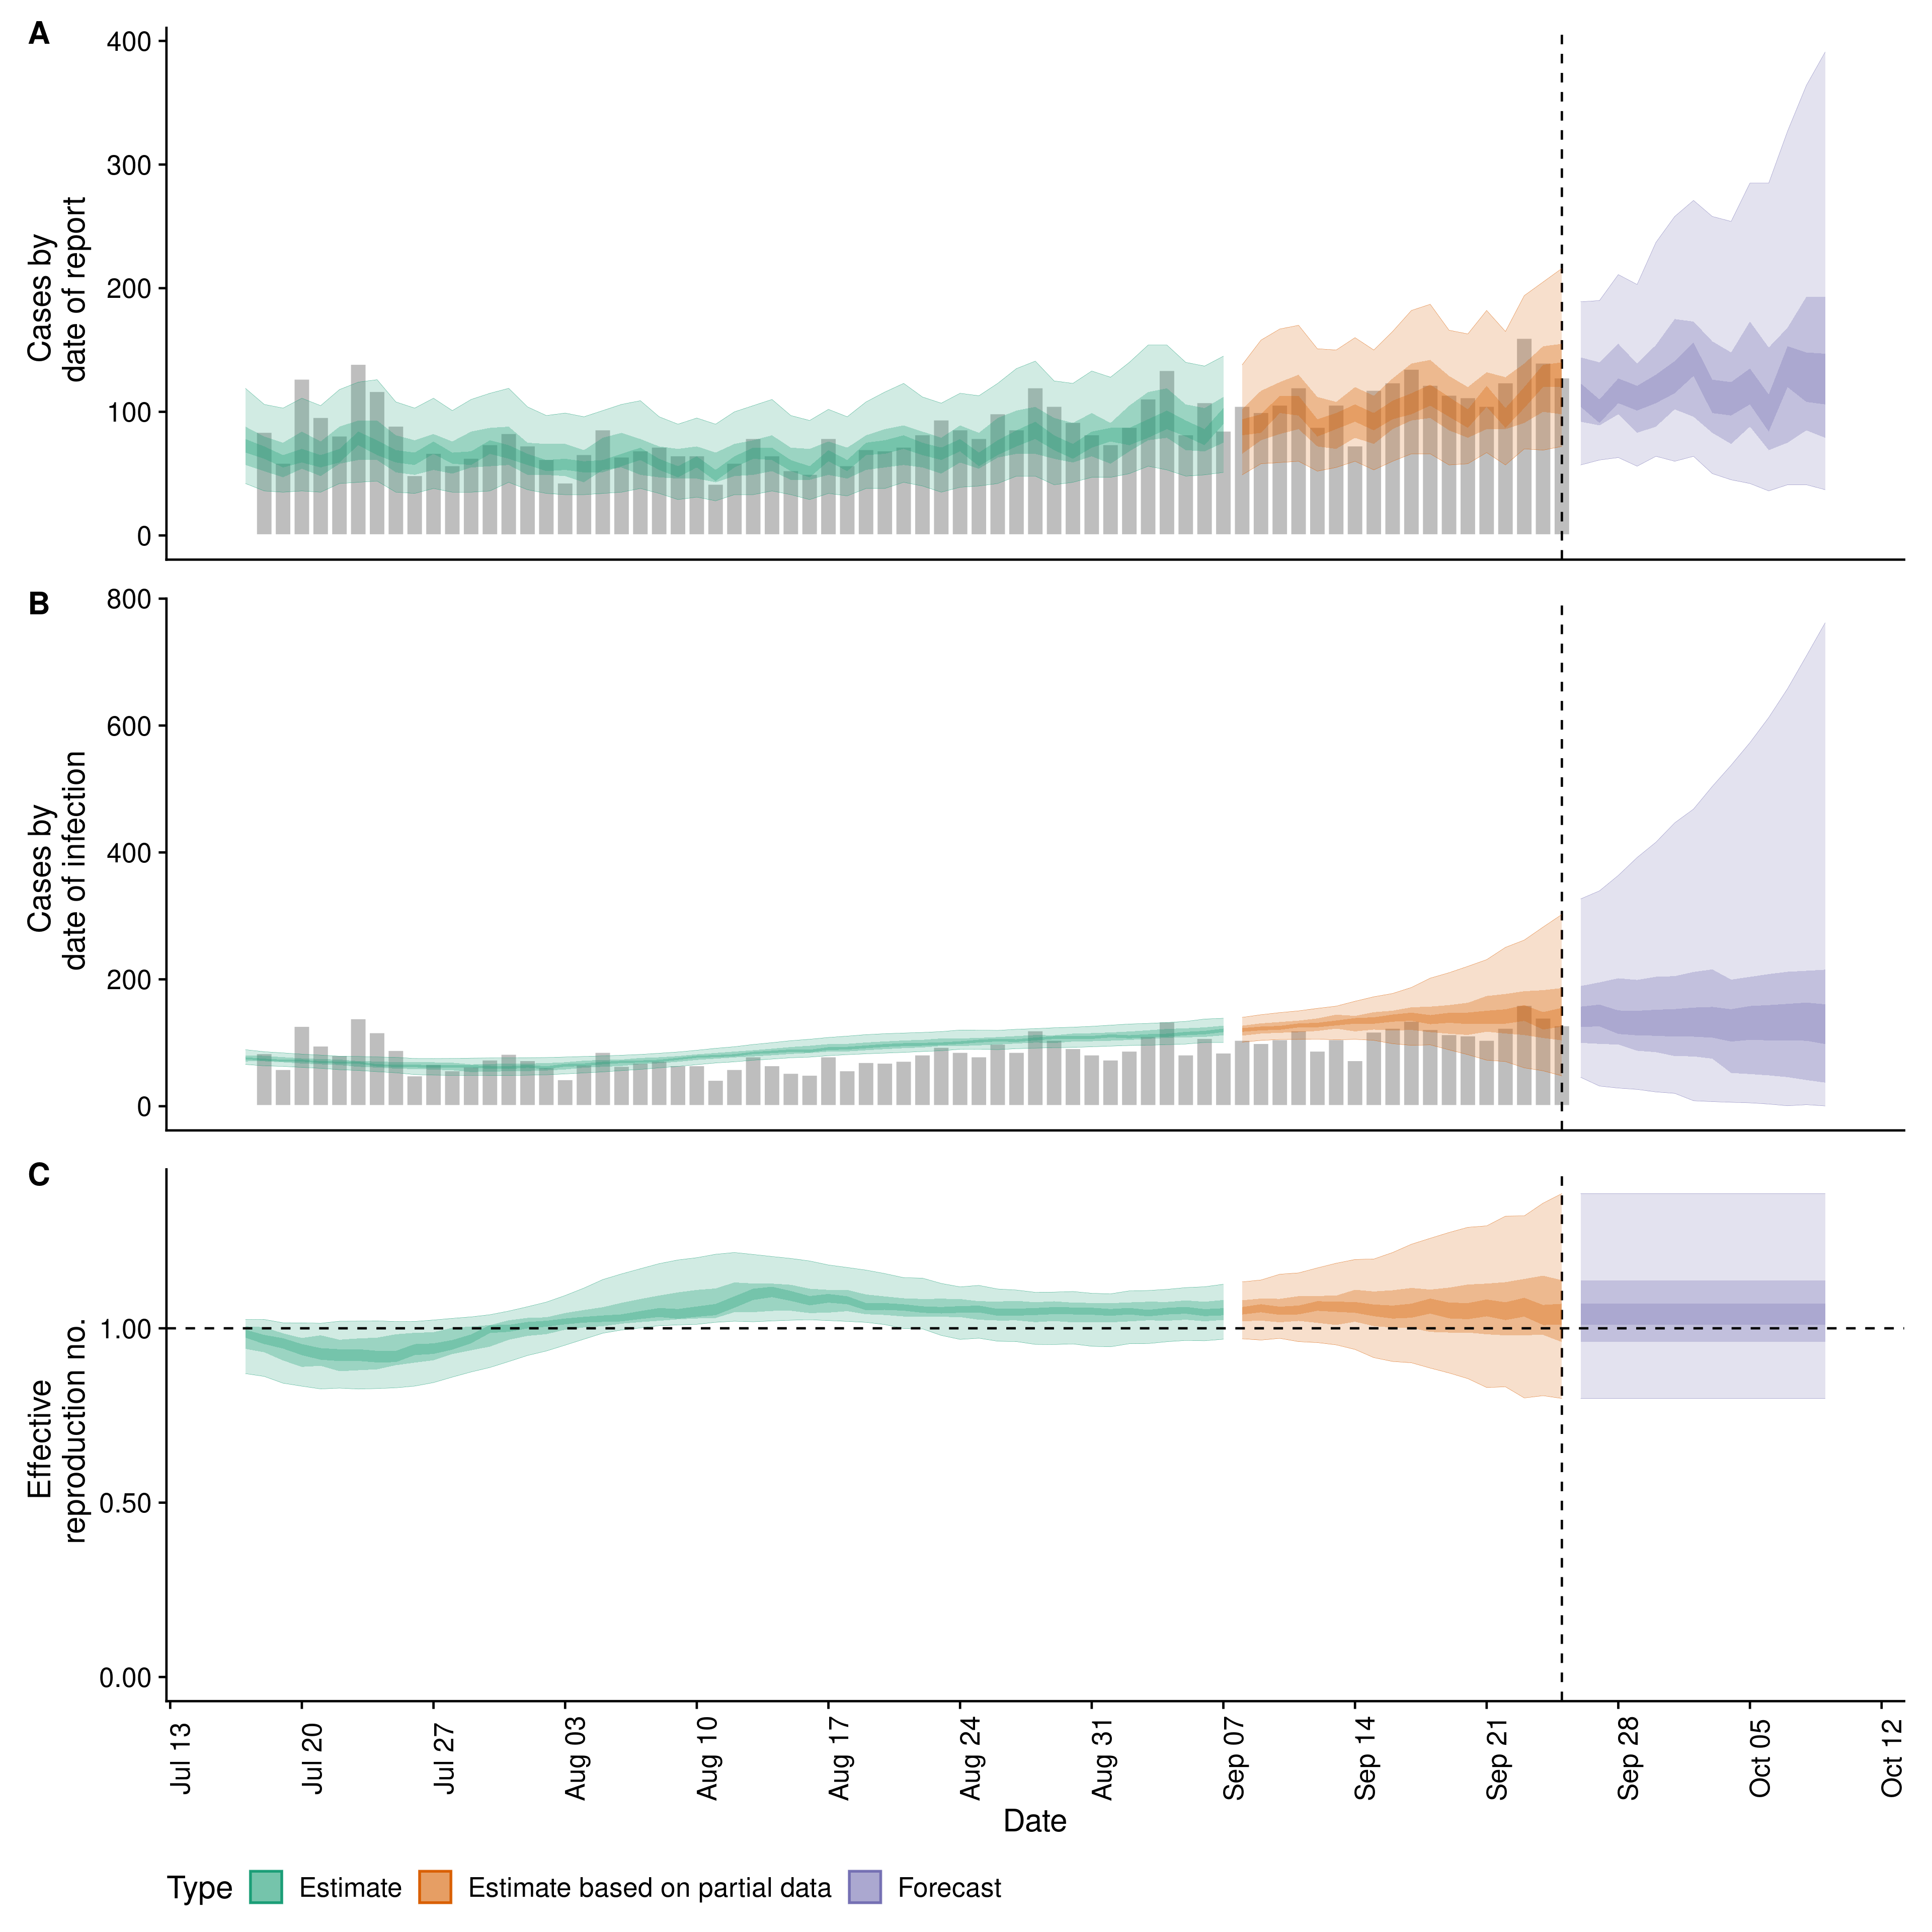 A
400
300
200
100
0
Cases by
date of report
B
800
600
400
200
0
Cases by
date of infection
C
1.00
0.50
0.00
Effective
reproduction no.
Jul 13
Jul 20
Jul 27
Aug 03
Aug 10
Aug 17
Aug 24
Aug 31
Sep 07
Sep 14
Sep 21
Sep 28
Oct 05
Oct 12
Date
Type Estimate Estimate based on partial data Forecast